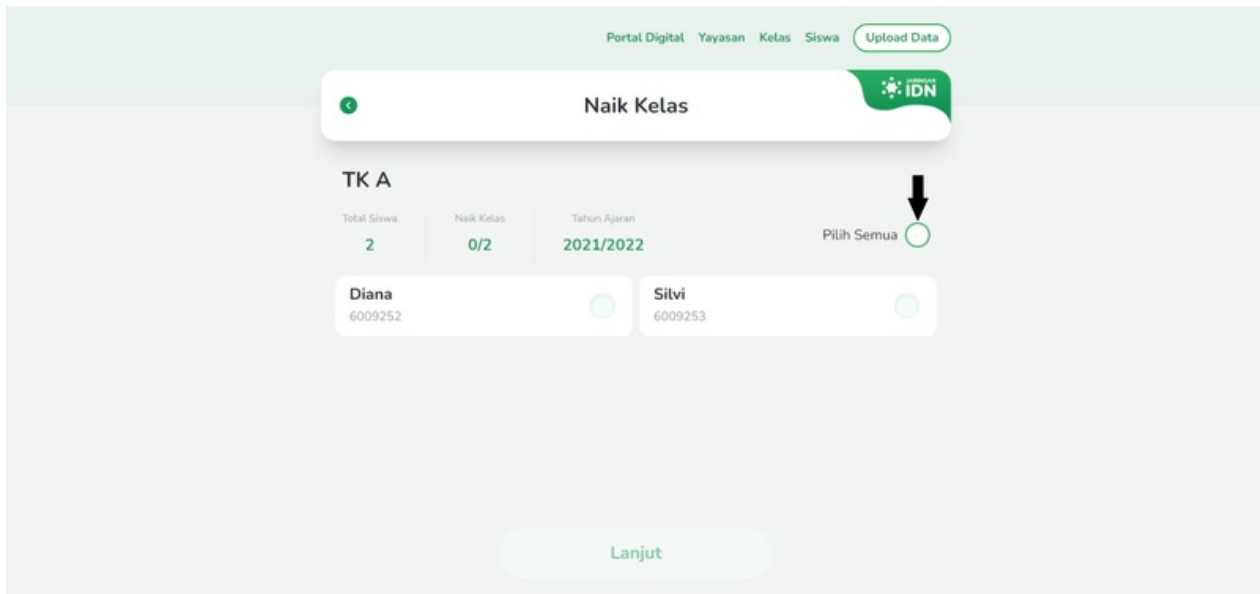 Portal Digital Yayasan Kelas Siswa Upload Data
Naik Kelas
JARINGAN
IDN
TK A
Total Siswa Naik Kelas Tahun Ajaran
2 0/2 2021/2022
Pilih Semua
Diana
6009252
Silvi
6009253
Lanjut